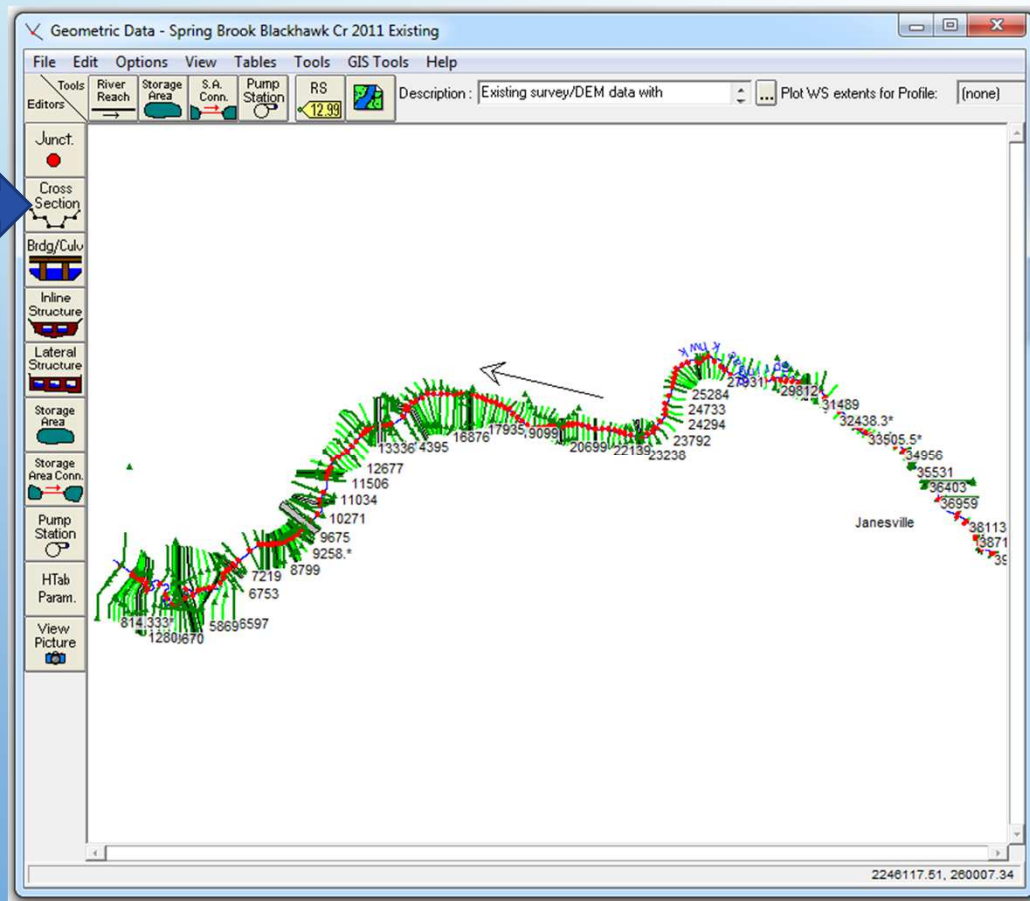 Geometric Data - Spring Brook Blackhawk Cr 2011 Existing
File Edit Options View Tables Tools GIS Tools Help
Tools
Editors
River
Reach
Storage
Area
S.A.
Conn.
Pump
Station
RS
12.99
Description :
Existing survey/DEM data with
...
Plot WS extents for Profile:
(none)
Junct.
Cross
Section
Brdg/Culv
Inline
Structure
Lateral
Structure
Storage
Area
Storage
Area Conn.
Pump
Station
HTab
Param.
View
Picture
27931
29812*
25284
31489
24733
32438.3*
24294
33505.5*
16876
17935
9099
23792
13336
4395
20699
22139
23238
34956
12677
35531
11506
36403
11034
36959
10271
Janesville
38113
9675
3871
9258.*
39
7219
8799
6753
814.333*
5869
6597
1280
670
2246117.51, 260007.34